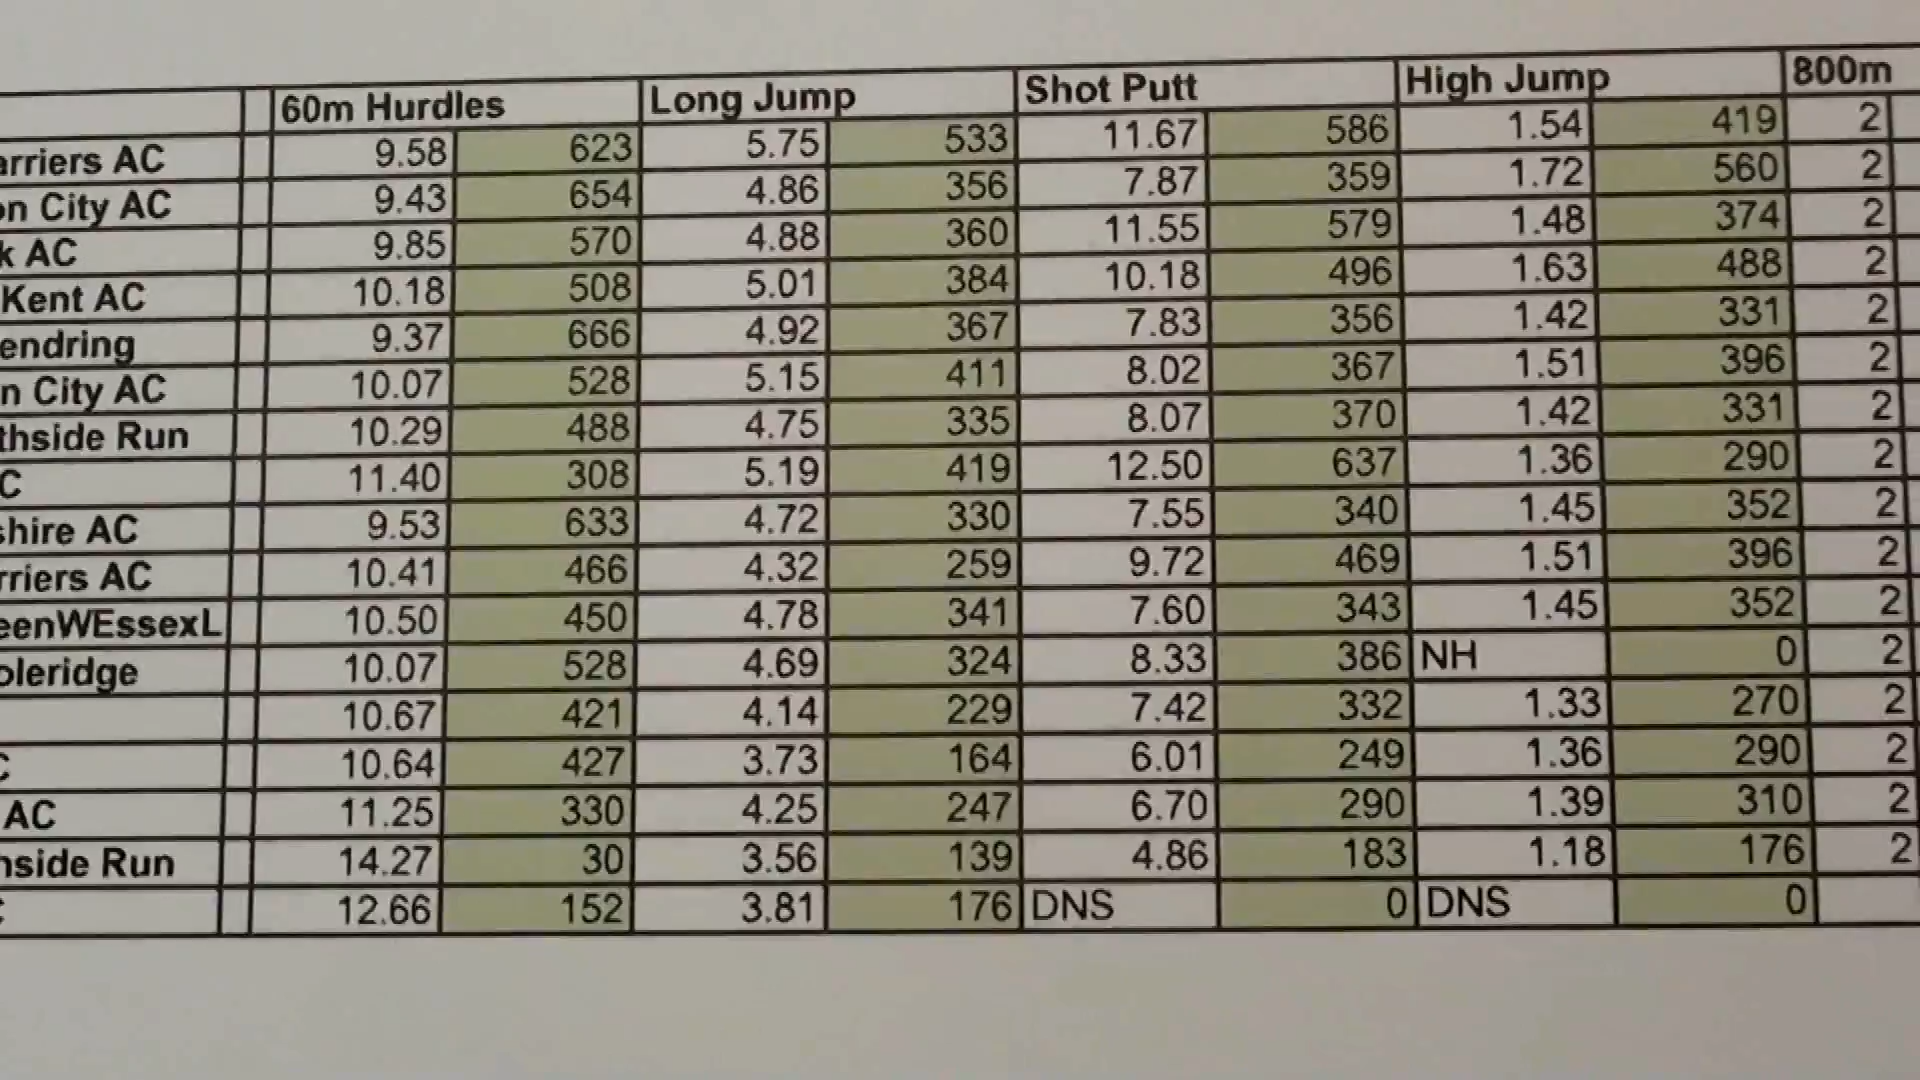 60m Hurdles Long Jump Shot Putt High Jump 800m
arriers AC 9.58 623 5.75 533 11.67 586 1.54 419 2
on City AC 9.43 654 4.86 356 7.87 359 1.72 560 2
k AC 9.85 570 4.88 360 11.55 579 1.48 374 2
Kent AC 10.18 508 5.01 384 10.18 496 1.63 488 2
endring 9.37 666 4.92 367 7.83 356 1.42 331 2
n City AC 10.07 528 5.15 411 8.02 367 1.51 396 2
thside Run 10.29 488 4.75 335 8.07 370 1.42 331 2
C 11.40 308 5.19 419 12.50 637 1.36 290 2
shire AC 9.53 633 4.72 330 7.55 340 1.45 352 2
rriers AC 10.41 466 4.32 259 9.72 469 1.51 396 2
eenWEssexL 10.50 450 4.78 341 7.60 343 1.45 352 2
oleridge 10.07 528 4.69 324 8.33 386 NH 0 2
10.67 421 4.14 229 7.42 332 1.33 270 2
C 10.64 427 3.73 164 6.01 249 1.36 290 2
AC 11.25 330 4.25 247 6.70 290 1.39 310 2
nside Run 14.27 30 3.56 139 4.86 183 1.18 176 2
C 12.66 152 3.81 176 DNS 0 DNS 0